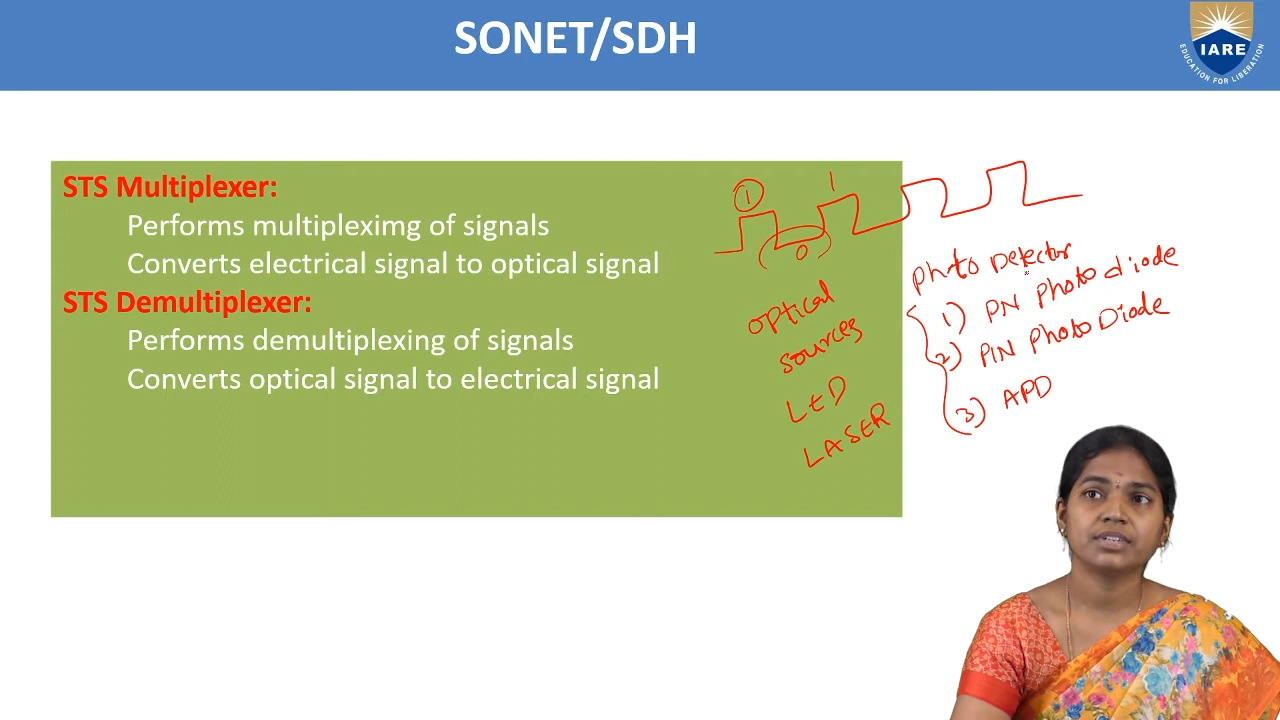 SONET/SDH
IARE
EDUCATION FOR LIBERATION
STS Multiplexer:
Performs multipleximg of signals
Converts electrical signal to optical signal
STS Demultiplexer:
Performs demultiplexing of signals
Converts optical signal to electrical signal
1
1
0
optical
sources
LED
LASER
Photo Detector
1) PN Photo diode
2) PIN Photo Diode
3) APD